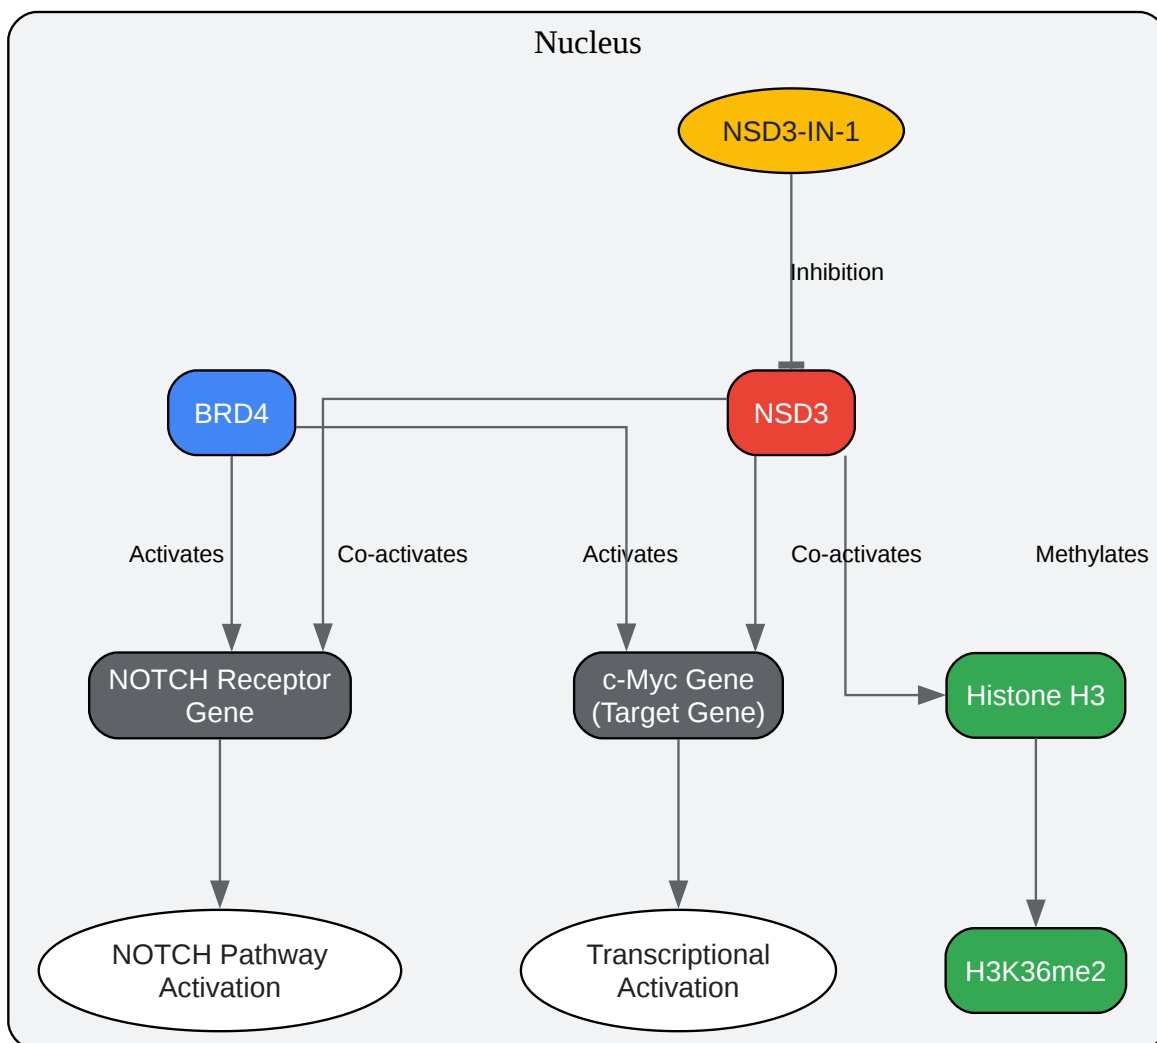 Nucleus
NSD3-IN-1
Inhibition
BRD4
NSD3
Activates
Co-activates
Activates
Co-activates
Methylates
NOTCH Receptor
Gene
c-Myc Gene
(Target Gene)
Histone H3
NOTCH Pathway
Activation
Transcriptional
Activation
H3K36me2